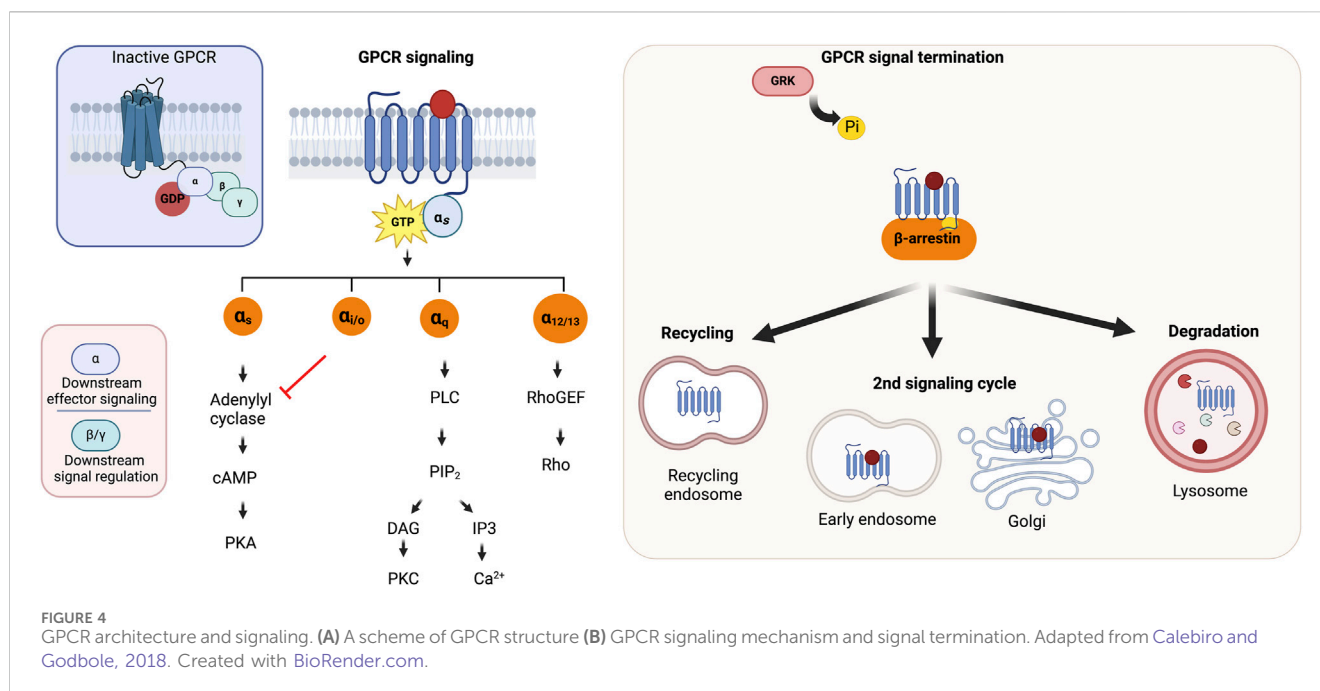 Inactive GPCR
GDP
α
β
γ
GPCR signaling
GTP
αs
αs
αi/o
αq
α12/13
Adenylyl
cyclase
cAMP
PKA
PLC
PIP₂
DAG
IP3
PKC
Ca²⁺
RhoGEF
Rho
α
Downstream
effector signaling
β/γ
Downstream
signal regulation
GPCR signal termination
GRK
Pi
β-arrestin
Recycling
Recycling
endosome
2nd signaling cycle
Early endosome
Golgi
Degradation
Lysosome
FIGURE 4
GPCR architecture and signaling. (A) A scheme of GPCR structure (B) GPCR signaling mechanism and signal termination. Adapted from Calebiro and
Godbole, 2018. Created with BioRender.com.